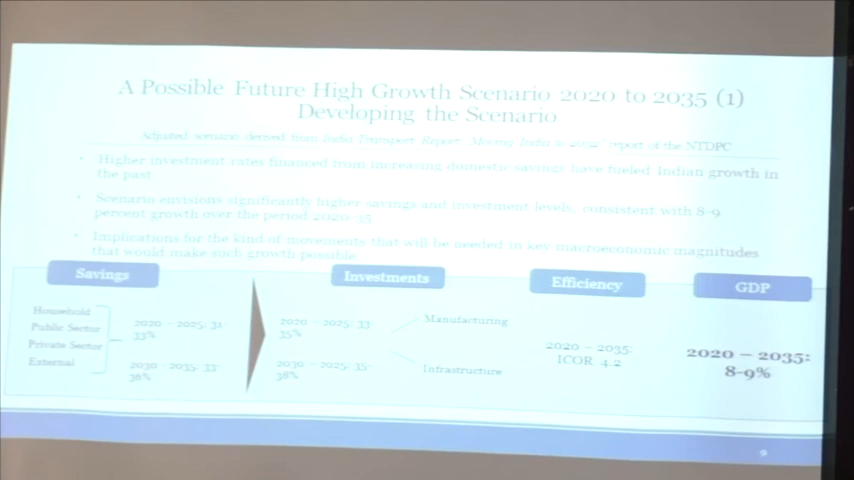 A Possible Future High Growth Scenario 2020 to 2035 (1)
Developing the Scenario
Adjusted scenario derived from India Transport Report: Moving India to 2032' report of the NTDPC
• Higher investment rates financed from increasing domestic savings have fueled Indian growth in
the past
• Scenario envisions significantly higher savings and investment levels, consistent with 8-9
percent growth over the period 2020-35
• Implications for the kind of movements that will be needed in key macroeconomic magnitudes
that would make such growth possible
Savings
Household
Public Sector
Private Sector
External
2020 – 2025: 31-
33%
2030 – 2035: 33-
36%
Investments
2020 – 2025: 33-
35%
2030 – 2025: 35-
38%
Manufacturing
Infrastructure
Efficiency
2020 – 2035:
ICOR 4.2
GDP
2020 – 2035:
8-9%
9